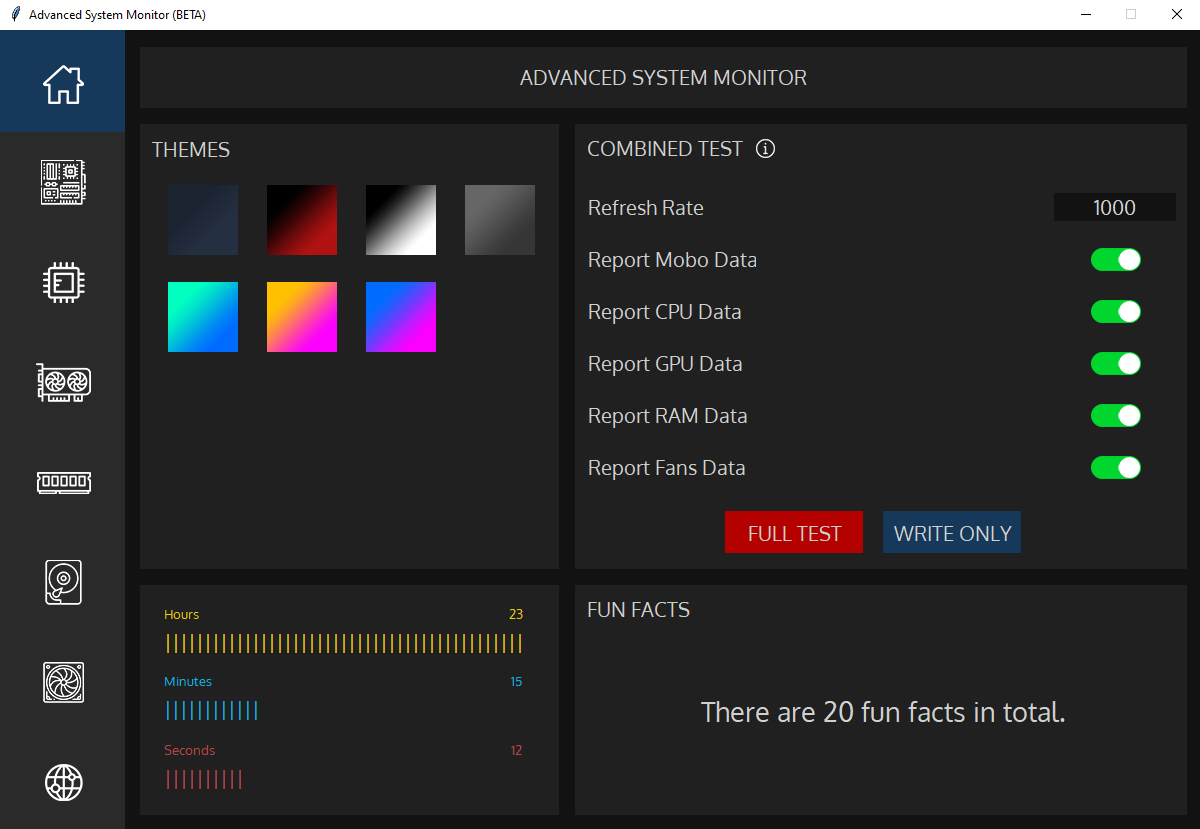 Advanced System Monitor (BETA)
ADVANCED SYSTEM MONITOR
THEMES
COMBINED TEST
Refresh Rate 1000
Report Mobo Data
Report CPU Data
Report GPU Data
Report RAM Data
Report Fans Data
FULL TEST WRITE ONLY
Hours 23
Minutes 15
Seconds 12
FUN FACTS
There are 20 fun facts in total.